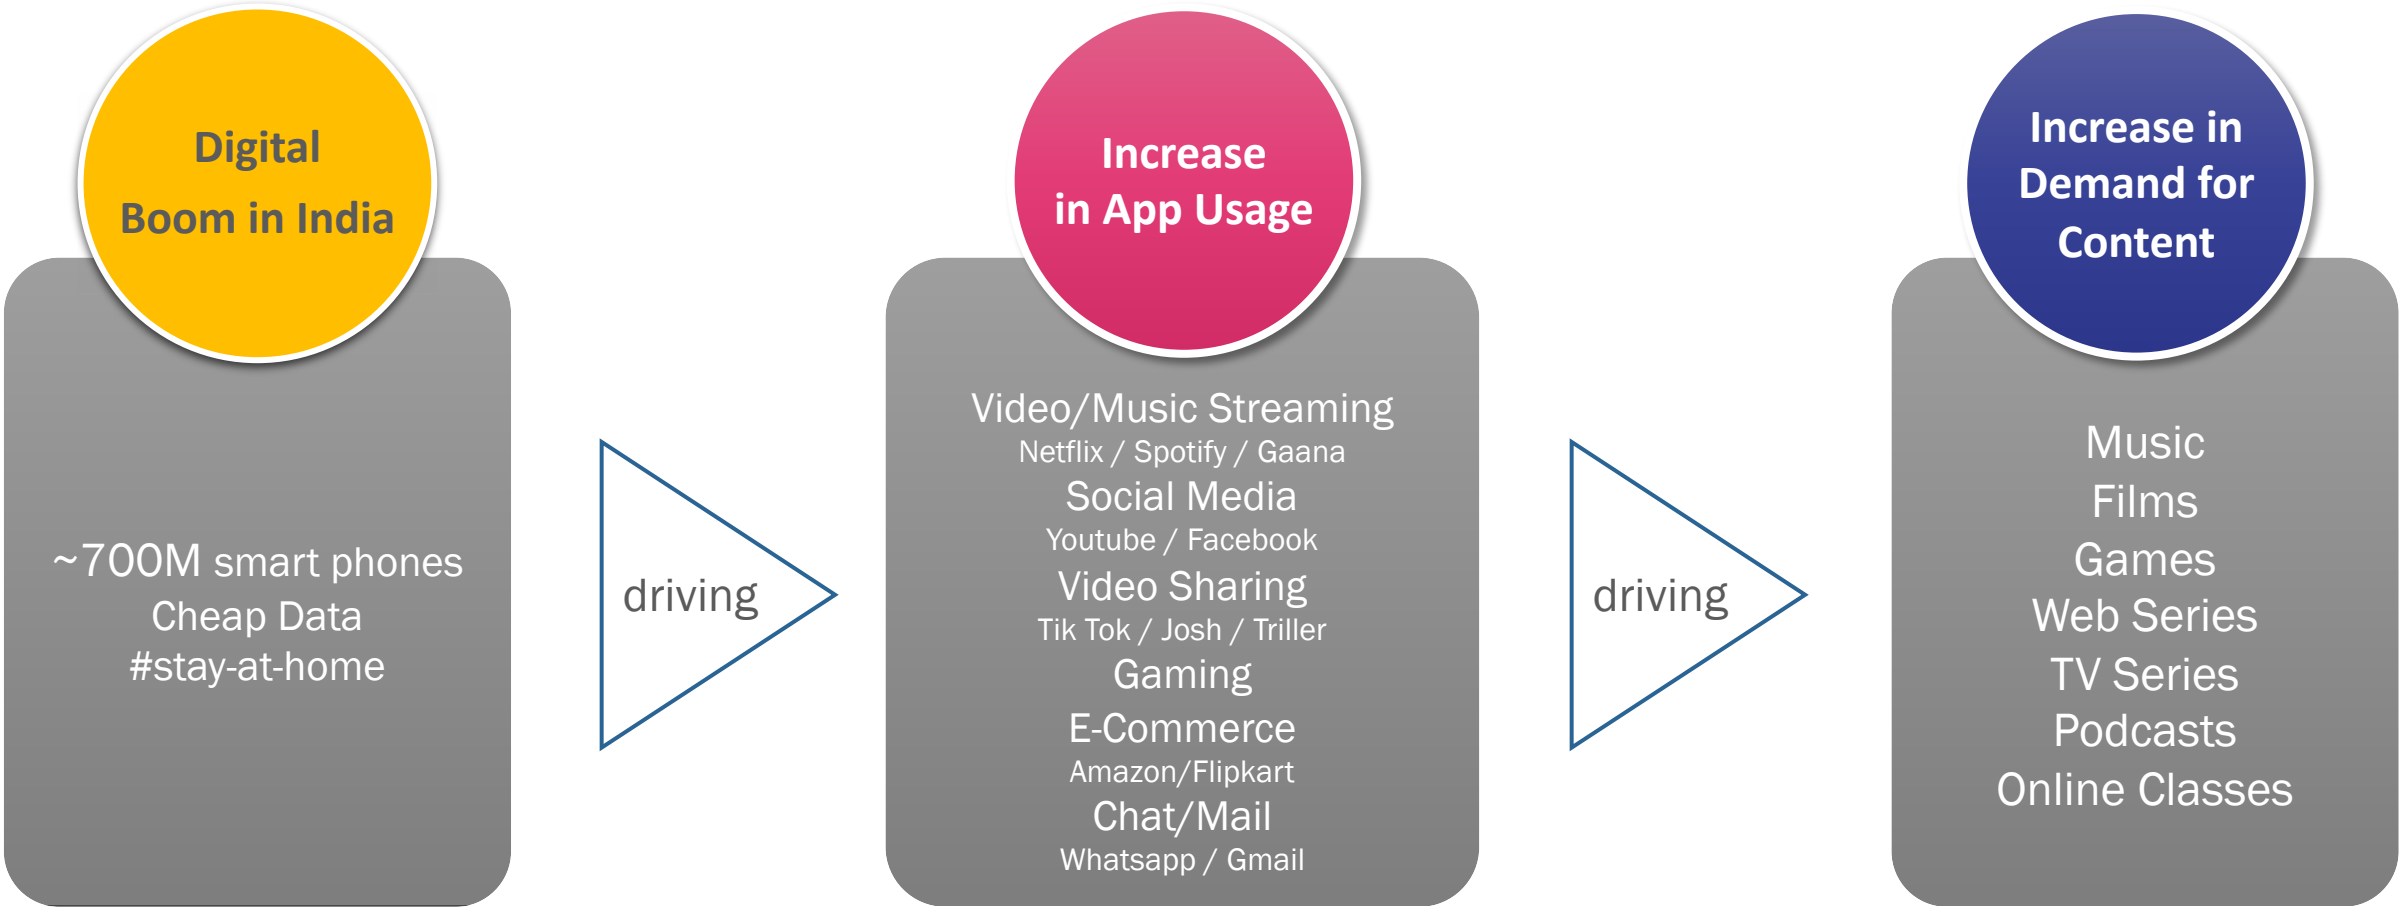 Digital
Boom in India
~700M smart phones
Cheap Data
#stay-at-home
driving
Increase
in App Usage
Video/Music Streaming
Netflix / Spotify / Gaana
Social Media
Youtube / Facebook
Video Sharing
Tik Tok / Josh / Triller
Gaming
E-Commerce
Amazon/Flipkart
Chat/Mail
Whatsapp / Gmail
driving
Increase in
Demand for
Content
Music
Films
Games
Web Series
TV Series
Podcasts
Online Classes